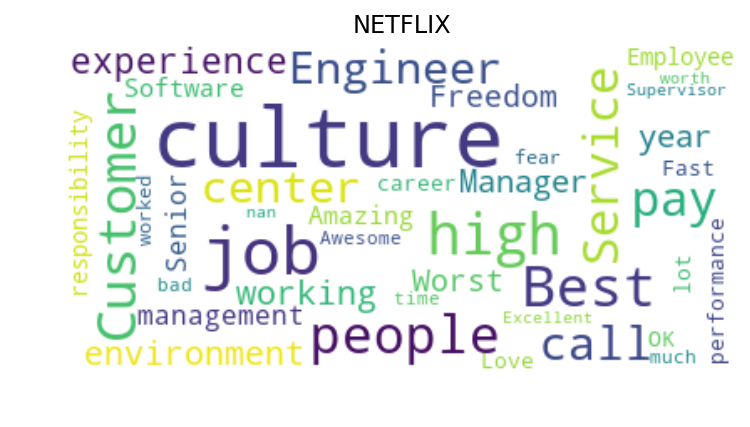 NETFLIX
experience
Engineer
Employee
worth
Software
Freedom
Supervisor
culture
Customer
responsibility
Service
year
fear
Fast
worked
Senior
center
career
Manager
pay
nan
Amazing
high
job
Awesome
performance
bad
working
Worst
Best
lot
time
management
people
Excellent
call
OK
environment
Love
much